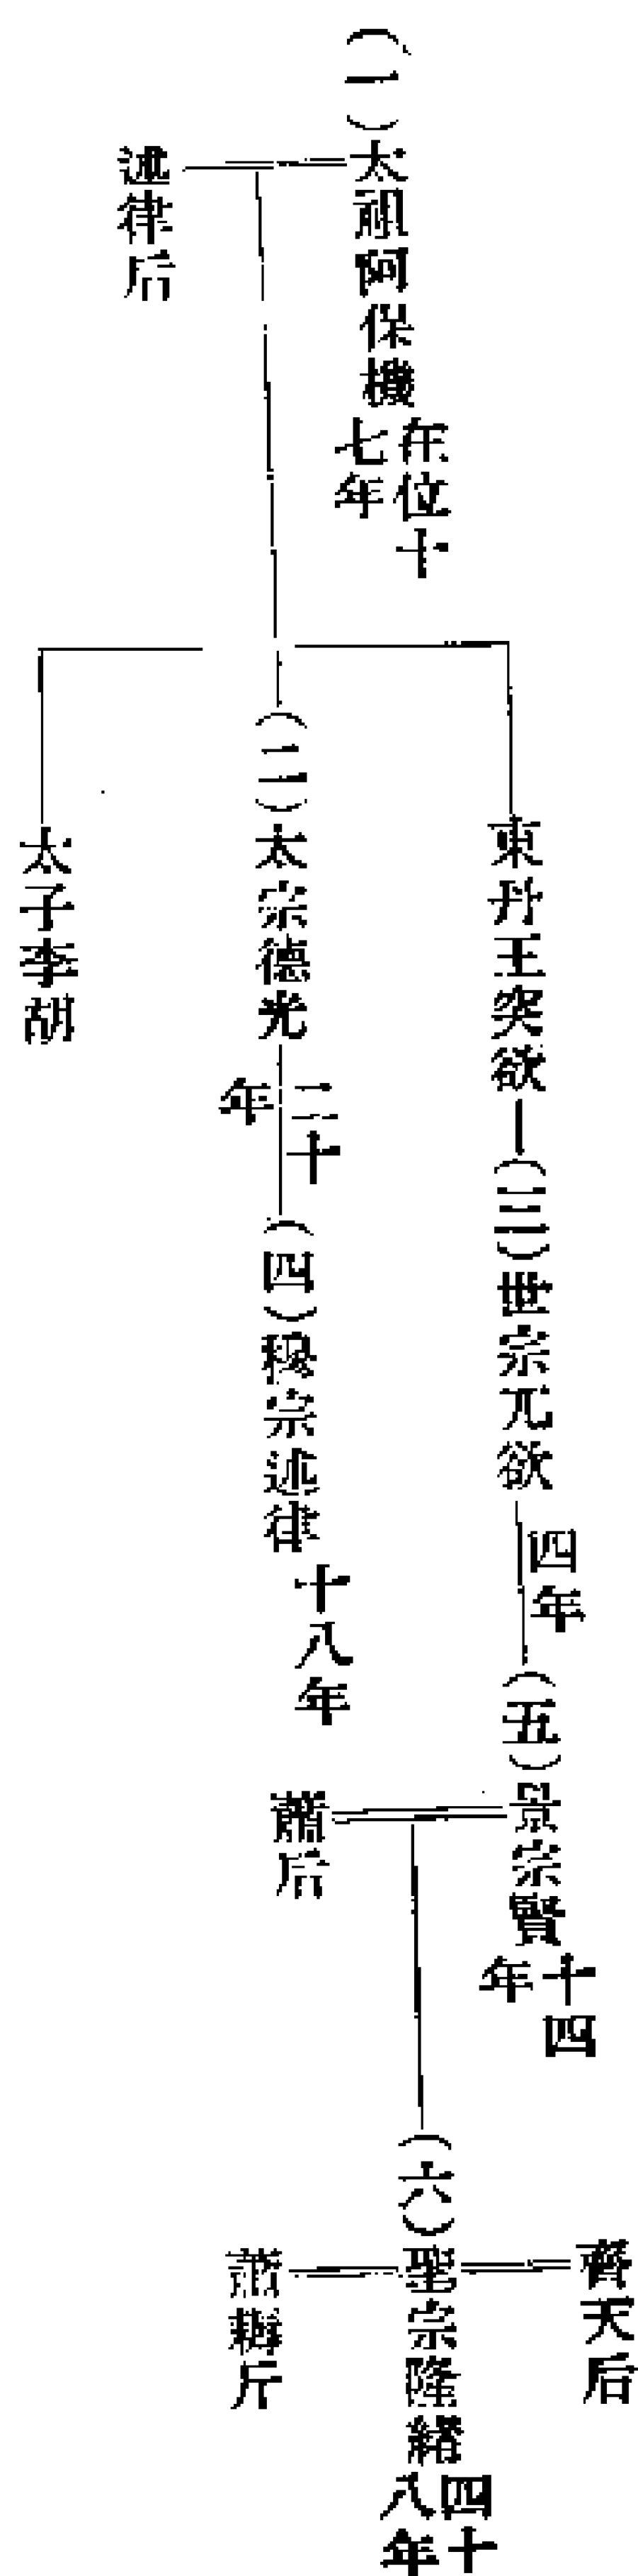 (一)太祖阿保機
在位十
七年
述律后
東丹王突欲
(三)世宗兀欲
四年
(五)景宗賢
十四
年
蕭后
(二)太宗德光
二十
年
(四)穆宗述律
十八年
太子李胡
齊天后
(六)聖宗隆緒
四十
八年
蕭耨斤